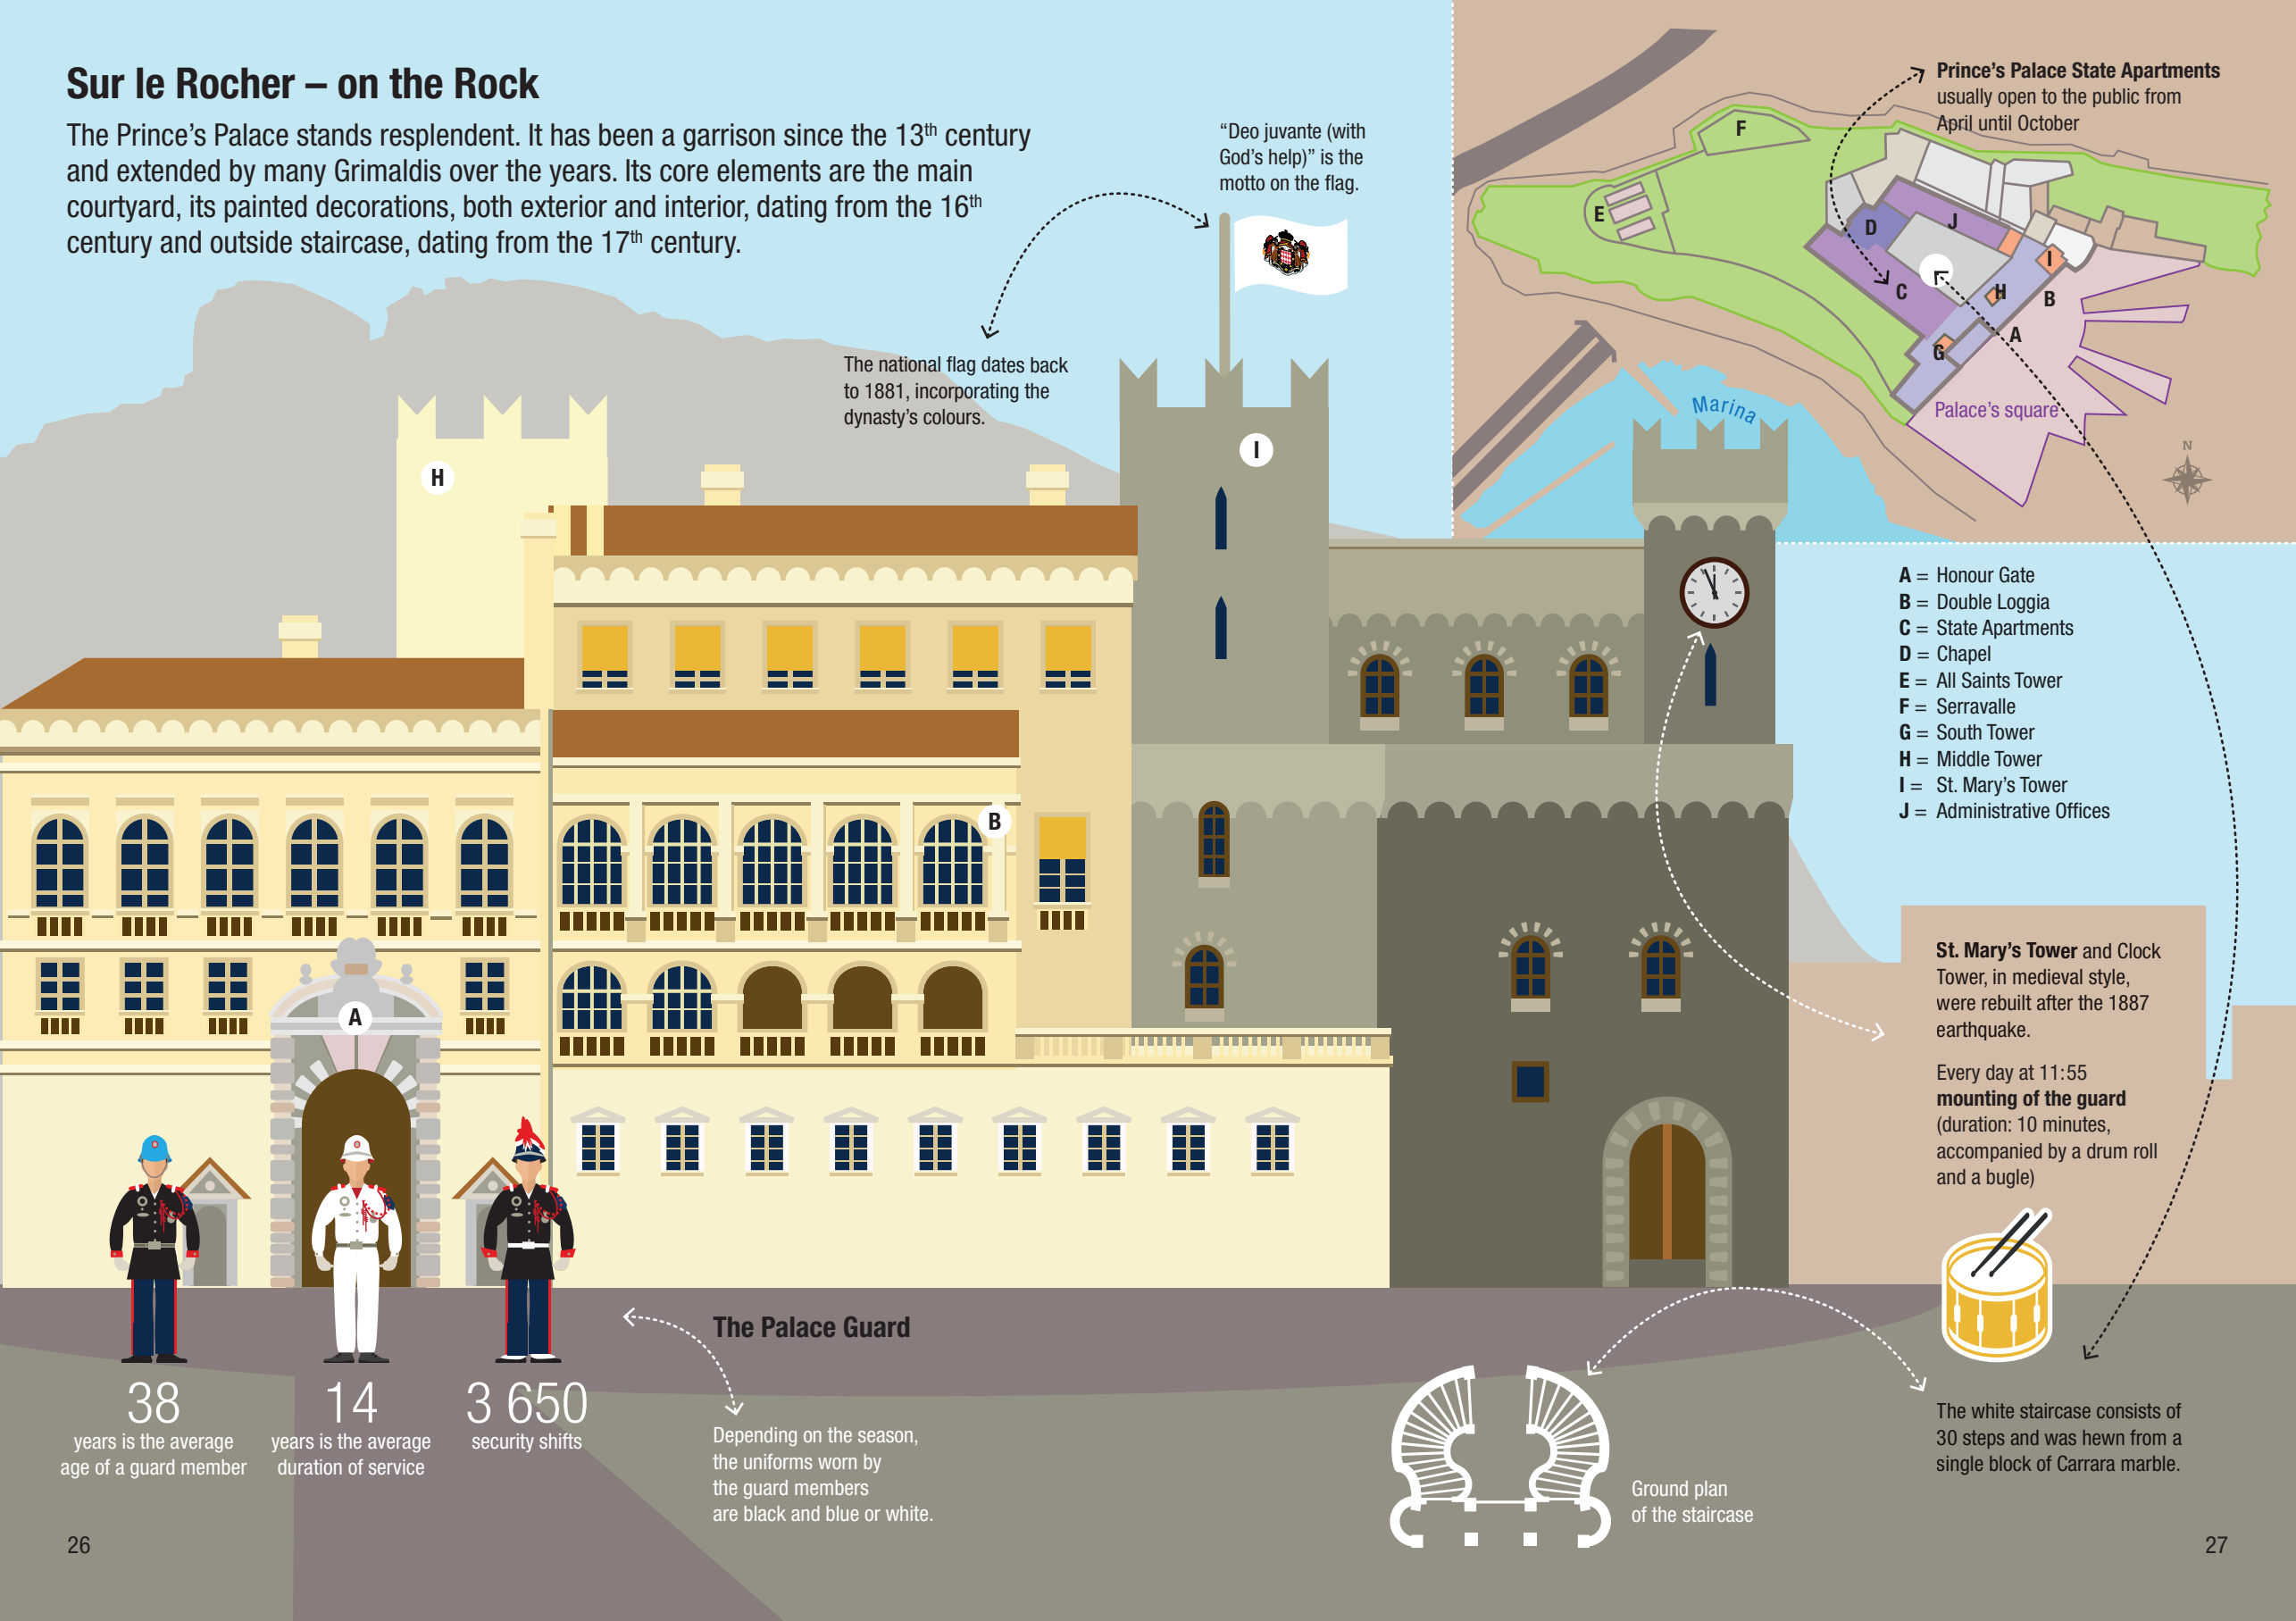 Sur le Rocher – on the Rock
The Prince’s Palace stands resplendent. It has been a garrison since the 13th century
and extended by many Grimaldis over the years. Its core elements are the main
courtyard, its painted decorations, both exterior and interior, dating from the 16th
century and outside staircase, dating from the 17th century.
“Deo juvante (with
God’s help)” is the
motto on the flag.
The national flag dates back
to 1881, incorporating the
dynasty’s colours.
H
I
B
A
Prince’s Palace State Apartments
usually open to the public from
April until October
F
E
D
J
C
I
H
B
A
G
Palace’s square
Marina
N
A = Honour Gate
B = Double Loggia
C = State Apartments
D = Chapel
E = All Saints Tower
F = Serravalle
G = South Tower
H = Middle Tower
I = St. Mary’s Tower
J = Administrative Offices
St. Mary’s Tower and Clock
Tower, in medieval style,
were rebuilt after the 1887
earthquake.
Every day at 11:55
mounting of the guard
(duration: 10 minutes,
accompanied by a drum roll
and a bugle)
The Palace Guard
38
years is the average
age of a guard member
14
years is the average
duration of service
3 650
security shifts
Depending on the season,
the uniforms worn by
the guard members
are black and blue or white.
Ground plan
of the staircase
The white staircase consists of
30 steps and was hewn from a
single block of Carrara marble.
26
27